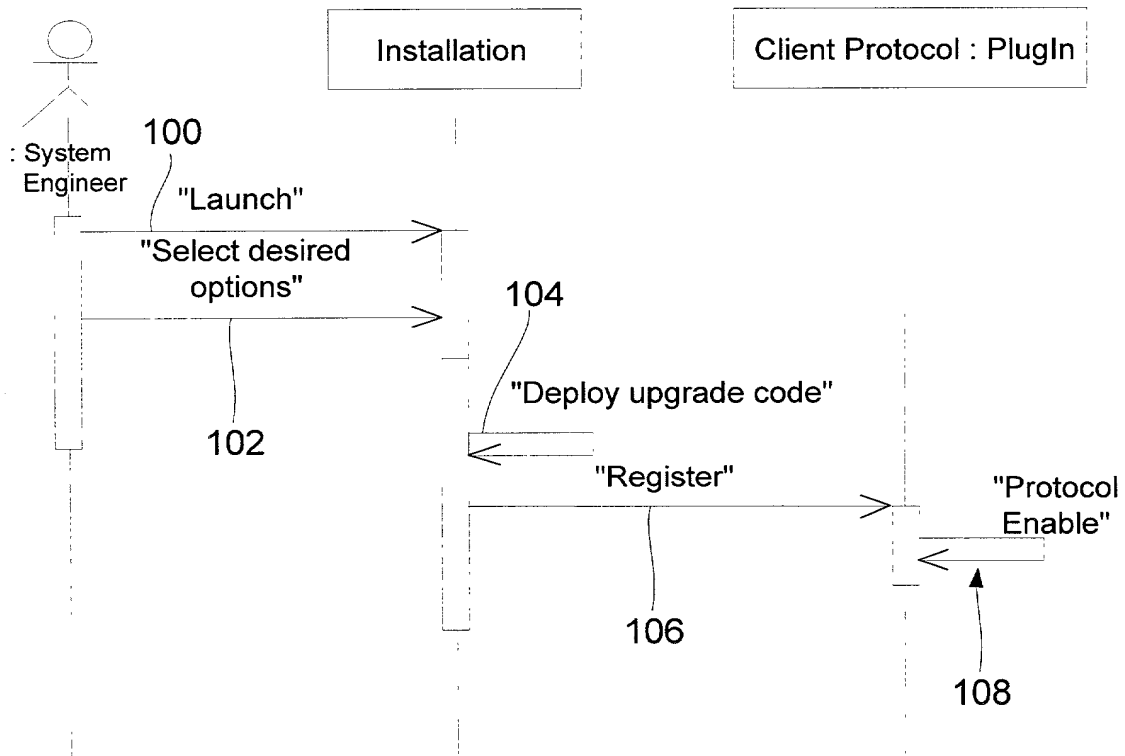 Installation
Client Protocol : PlugIn
: System
Engineer
100
"Launch"
"Select desired
options"
102
104
"Deploy upgrade code"
"Register"
106
"Protocol
Enable"
108